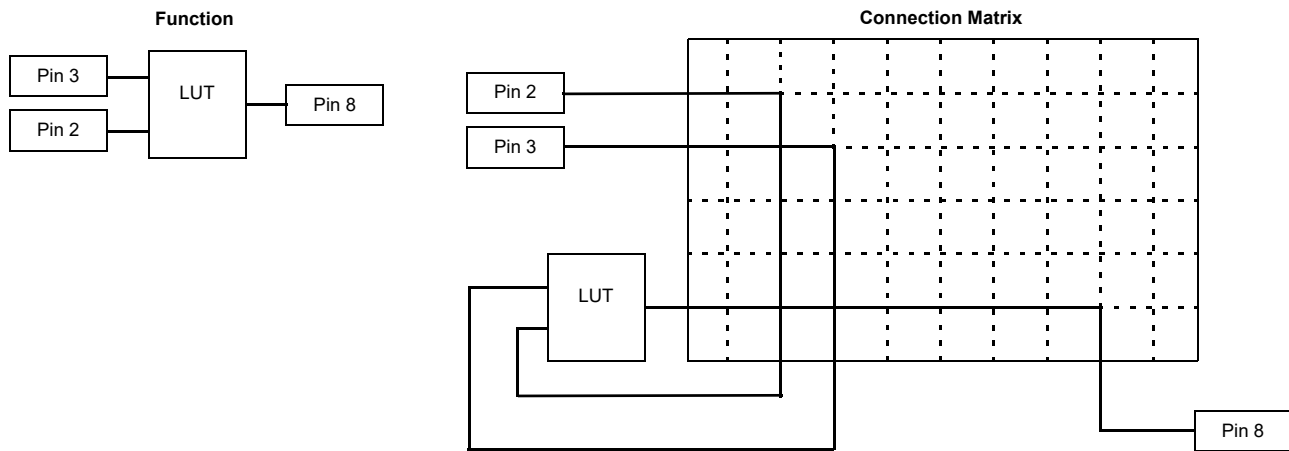 Function
Pin 3
Pin 2
LUT
Pin 8
Connection Matrix
Pin 2
Pin 3
LUT
Pin 8